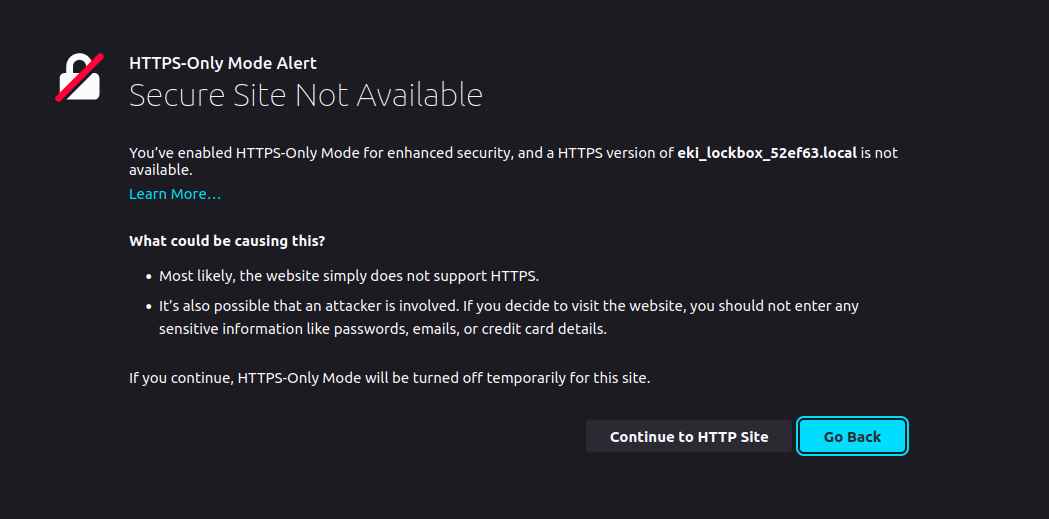 HTTPS-Only Mode Alert
Secure Site Not Available
You’ve enabled HTTPS-Only Mode for enhanced security, and a HTTPS version of eki_lockbox_52ef63.local is not
available.
Learn More…
What could be causing this?
• Most likely, the website simply does not support HTTPS.
• It’s also possible that an attacker is involved. If you decide to visit the website, you should not enter any
sensitive information like passwords, emails, or credit card details.
If you continue, HTTPS-Only Mode will be turned off temporarily for this site.
Continue to HTTP Site
Go Back